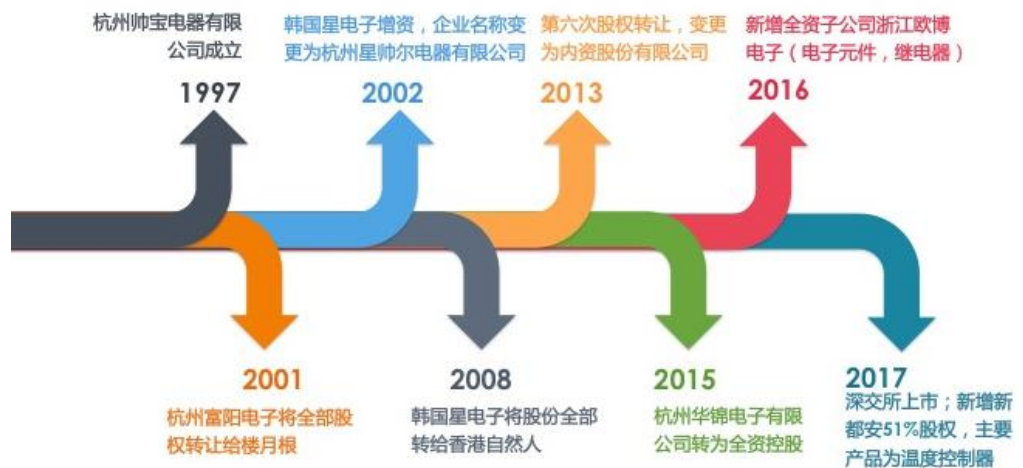 杭州帅宝电器有限
公司成立
1997
韩国星电子增资，企业名称变
更为杭州星帅尔电器有限公司
2002
第六次股权转让，变更
为内资股份有限公司
2013
新增全资子公司浙江欧博
电子（电子元件，继电器）
2016
2001
杭州富阳电子将全部股
权转让给楼月根
2008
韩国星电子将股份全部
转给香港自然人
2015
杭州华锦电子有限
公司转为全资控股
2017
深交所上市；新增新
都安51%股权，主要
产品为温度控制器